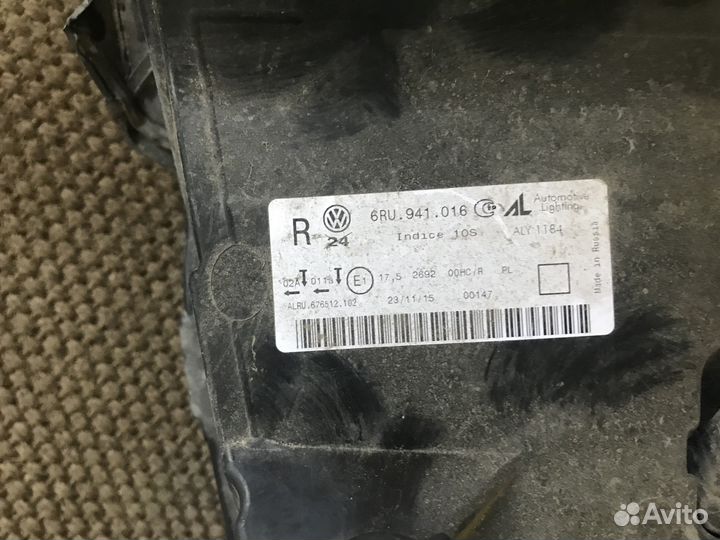 R
VW
24
6RU.941.016
AL
Automotive
Lighting
Indice 10S
ALY 1184
E1
17,5 2692 00HC/R PL
ALRU.676512.102
23/11/15
00147
Made in Russia
Avito